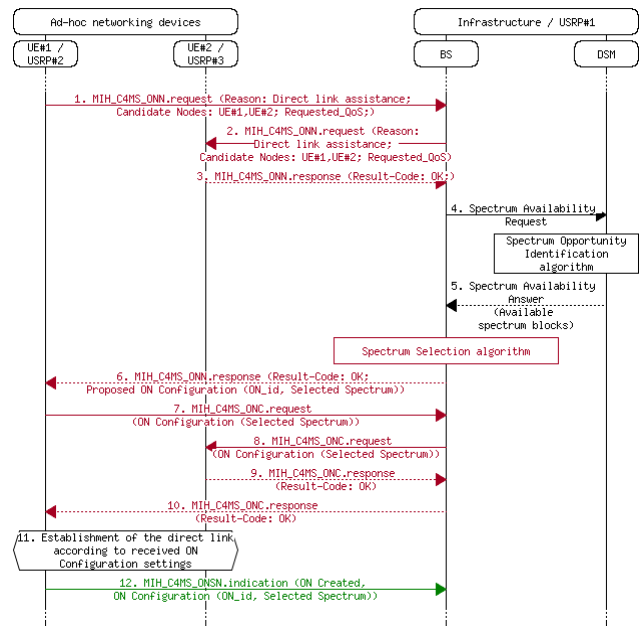 Ad-hoc networking devices
Infrastructure / USRP#1
UE#1 /
USRP#2
UE#2 /
USRP#3
BS
DSM
1. MIH_C4MS_ONN.request (Reason: Direct link assistance;
Candidate Nodes: UE#1,UE#2; Requested_QoS;)
2. MIH_C4MS_ONN.request (Reason:
Direct link assistance;
Candidate Nodes: UE#1,UE#2; Requested_QoS)
3. MIH_C4MS_ONN.response (Result-Code: OK;)
4. Spectrum Availability
Request
Spectrum Opportunity
Identification
algorithm
5. Spectrum Availability
Answer
(Available
spectrum blocks)
Spectrum Selection algorithm
6. MIH_C4MS_ONN.response (Result-Code: OK;
Proposed ON Configuration (ON_id, Selected Spectrum))
7. MIH_C4MS_ONC.request
(ON Configuration (Selected Spectrum))
8. MIH_C4MS_ONC.request
(ON Configuration (Selected Spectrum))
9. MIH_C4MS_ONC.response
(Result-Code: OK)
10. MIH_C4MS_ONC.response
(Result-Code: OK)
11. Establishment of the direct link
according to received ON
Configuration settings
12. MIH_C4MS_ONSN.indication (ON Created,
ON Configuration (ON_id, Selected Spectrum))